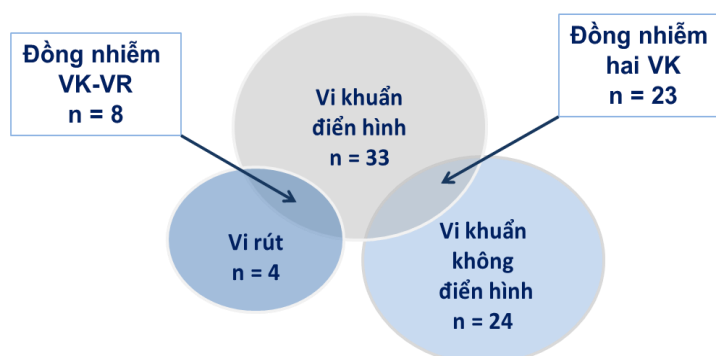 Đồng nhiễm
VK-VR
n = 8
Vi khuẩn
điển hình
n = 33
Đồng nhiễm
hai VK
n = 23
Vi rút
n = 4
Vi khuẩn
không
điển hình
n = 24